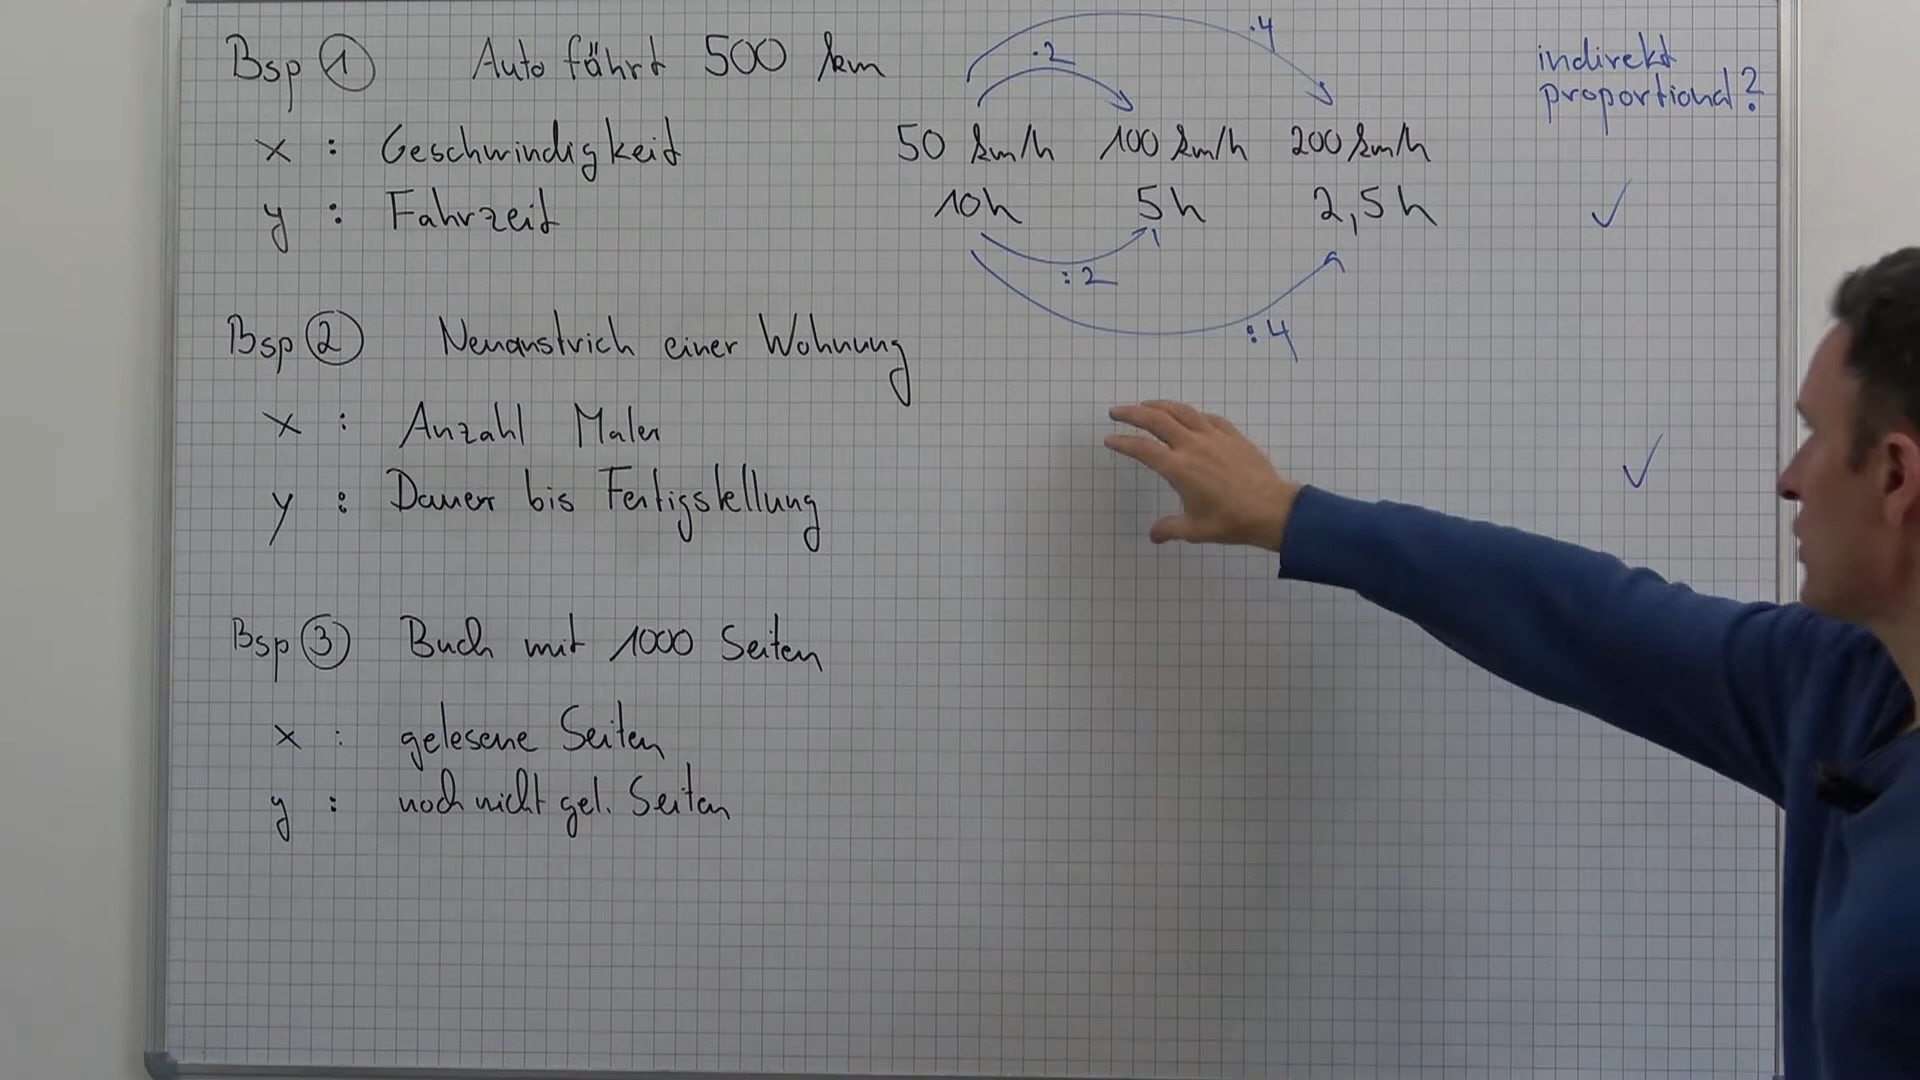 Bsp ① Auto fährt 500 km
·2
·4
indirekt
proportional?
x : Geschwindigkeit 50 km/h 100 km/h 200 km/h
y : Fahrzeit 10h 5h 2,5h ✓
:2
:4
Bsp ② Neuanstrich einer Wohnung
x : Anzahl Maler
y : Dauer bis Fertigstellung ✓
Bsp ③ Buch mit 1000 Seiten
x : gelesene Seiten
y : noch nicht gel. Seiten